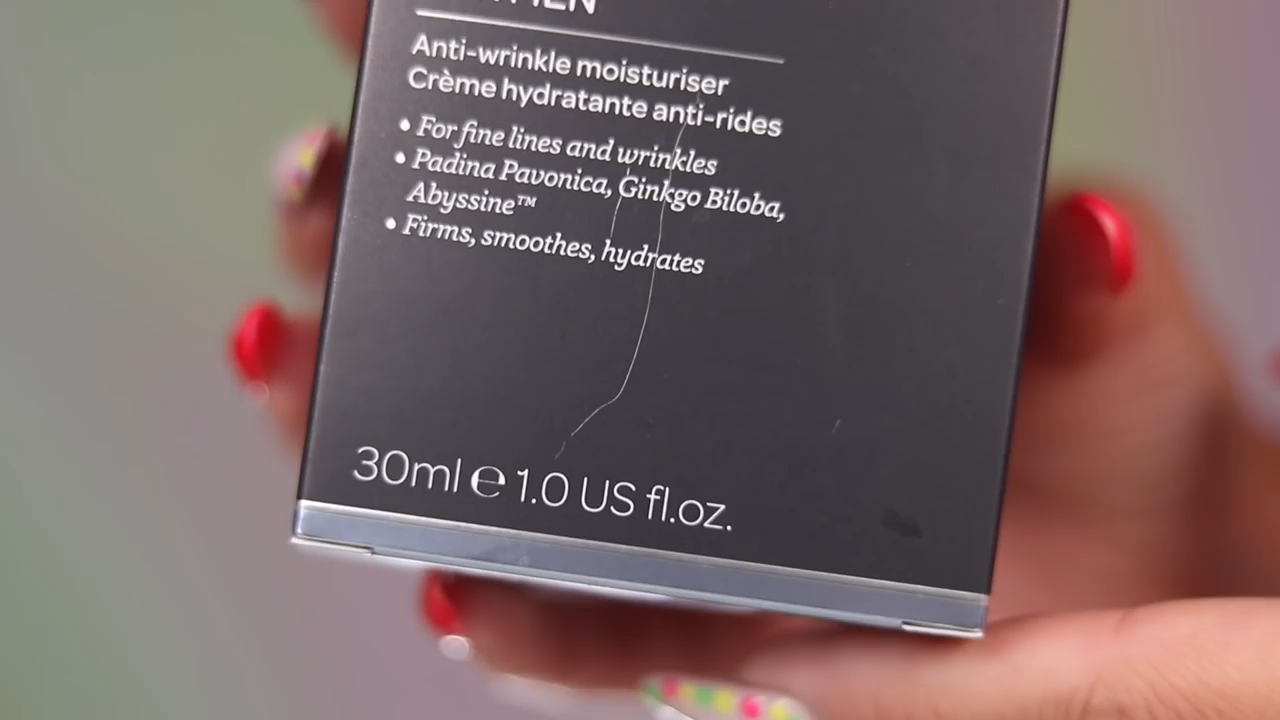 MEN
Anti-wrinkle moisturiser
Crème hydratante anti-rides
• For fine lines and wrinkles
• Padina Pavonica, Ginkgo Biloba,
Abyssine™
• Firms, smoothes, hydrates
30ml ℮ 1.0 US fl.oz.